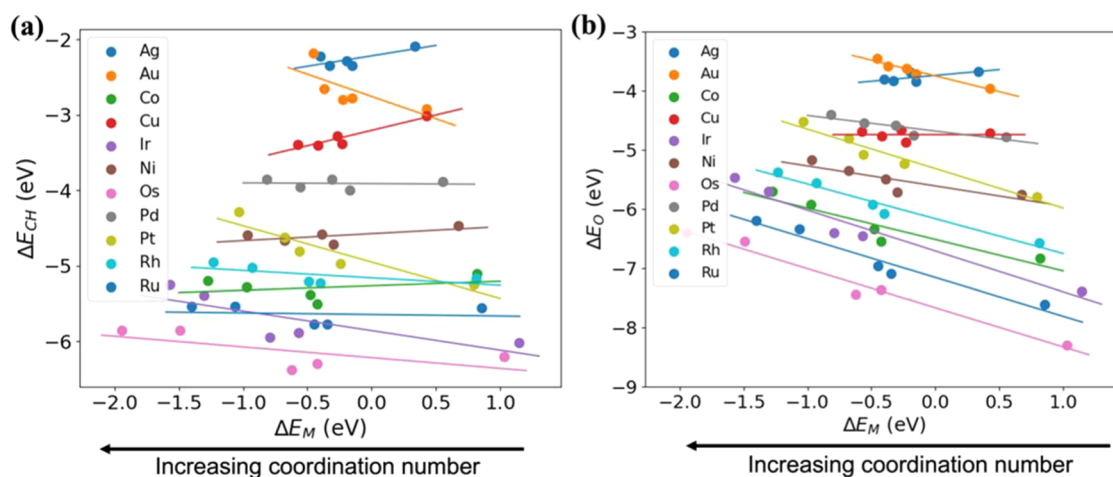 (a)
−2
−3
−4
−5
−6
ΔE_CH (eV)
Ag
Au
Co
Cu
Ir
Ni
Os
Pd
Pt
Rh
Ru
−2.0 −1.5 −1.0 −0.5 0.0 0.5 1.0
ΔE_M (eV)
Increasing coordination number
(b)
−3
−4
−5
−6
−7
−8
−9
ΔE_O (eV)
Ag
Au
Co
Cu
Ir
Ni
Os
Pd
Pt
Rh
Ru
−2.0 −1.5 −1.0 −0.5 0.0 0.5 1.0
ΔE_M (eV)
Increasing coordination number